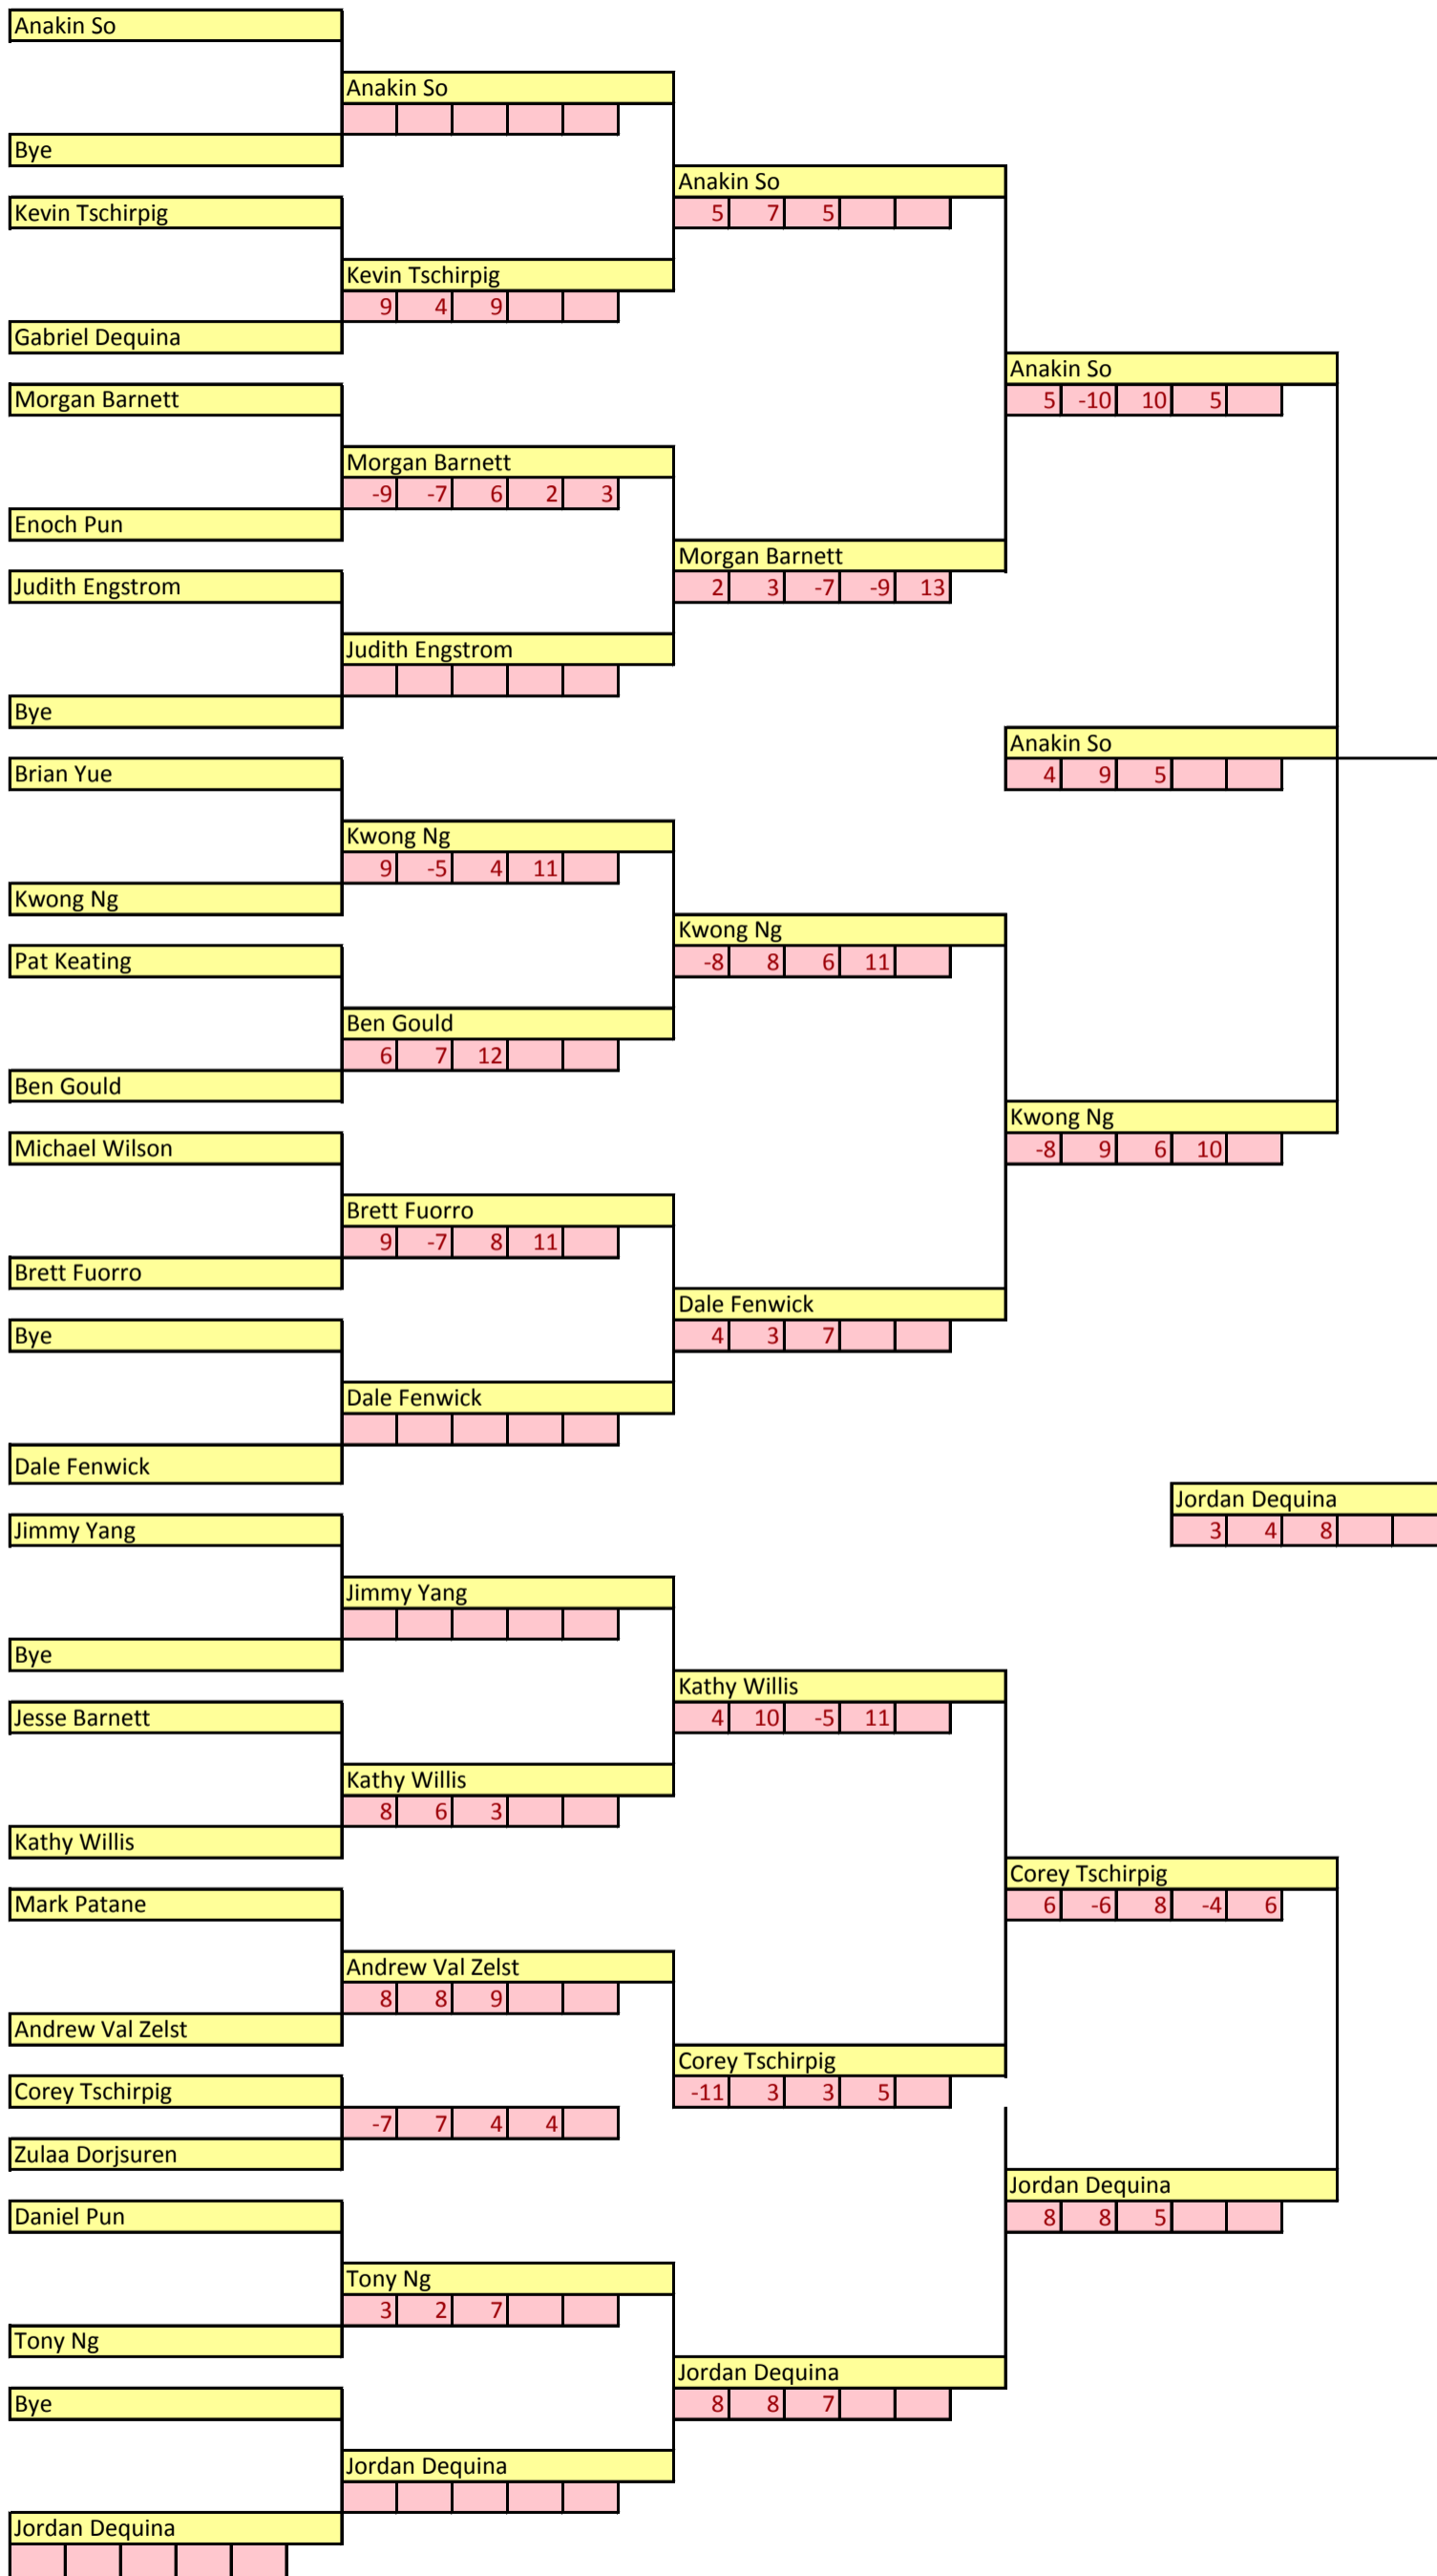 Anakin So
Anakin So
Bye
Anakin So
Kevin Tschirpig
5 7 5
Kevin Tschirpig
9 4 9
Gabriel Dequina
Anakin So
Morgan Barnett
5 -10 10 5
Morgan Barnett
-9 -7 6 2 3
Enoch Pun
Morgan Barnett
Judith Engstrom
2 3 -7 -9 13
Judith Engstrom
Bye
Anakin So
Brian Yue
4 9 5
Kwong Ng
9 -5 4 11
Kwong Ng
Kwong Ng
Pat Keating
-8 8 6 11
Ben Gould
6 7 12
Ben Gould
Kwong Ng
Michael Wilson
-8 9 6 10
Brett Fuorro
9 -7 8 11
Brett Fuorro
Dale Fenwick
Bye
4 3 7
Dale Fenwick
Dale Fenwick
Jordan Dequina
Jimmy Yang
3 4 8
Jimmy Yang
Bye
Kathy Willis
Jesse Barnett
4 10 -5 11
Kathy Willis
8 6 3
Kathy Willis
Corey Tschirpig
Mark Patane
6 -6 8 -4 6
Andrew Val Zelst
8 8 9
Andrew Val Zelst
Corey Tschirpig
Corey Tschirpig
-11 3 3 5
-7 7 4 4
Zulaa Dorjsuren
Jordan Dequina
Daniel Pun
8 8 5
Tony Ng
3 2 7
Tony Ng
Jordan Dequina
Bye
8 8 7
Jordan Dequina
Jordan Dequina